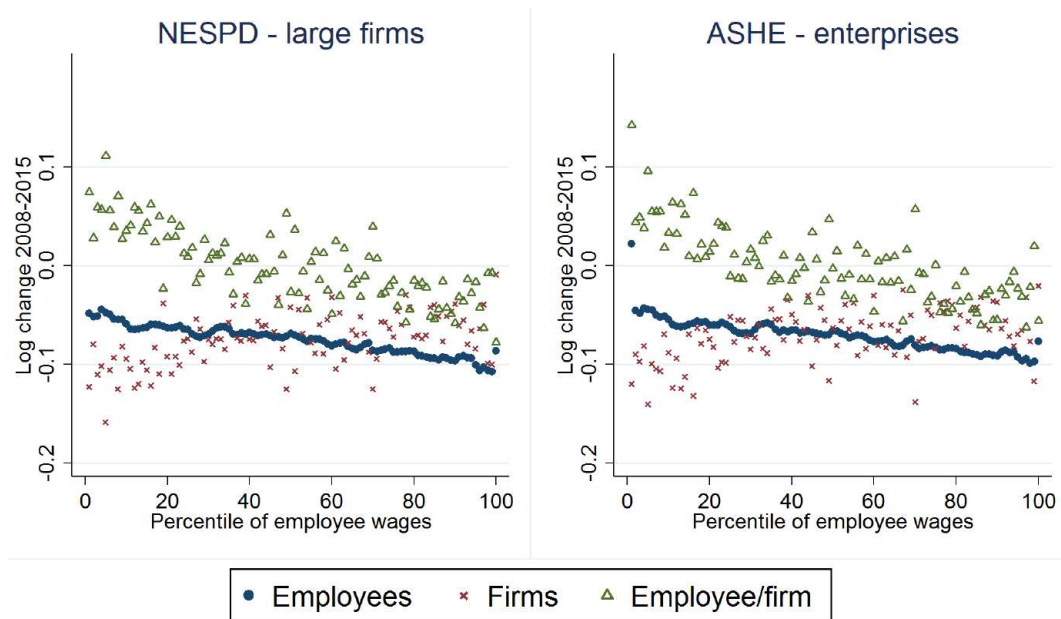 NESPD - large firms
Log change 2008-2015
0.1
0.0
-0.1
-0.2
0 20 40 60 80 100
Percentile of employee wages
ASHE - enterprises
Log change 2008-2015
0.1
0.0
-0.1
-0.2
0 20 40 60 80 100
Percentile of employee wages
Employees Firms Employee/firm